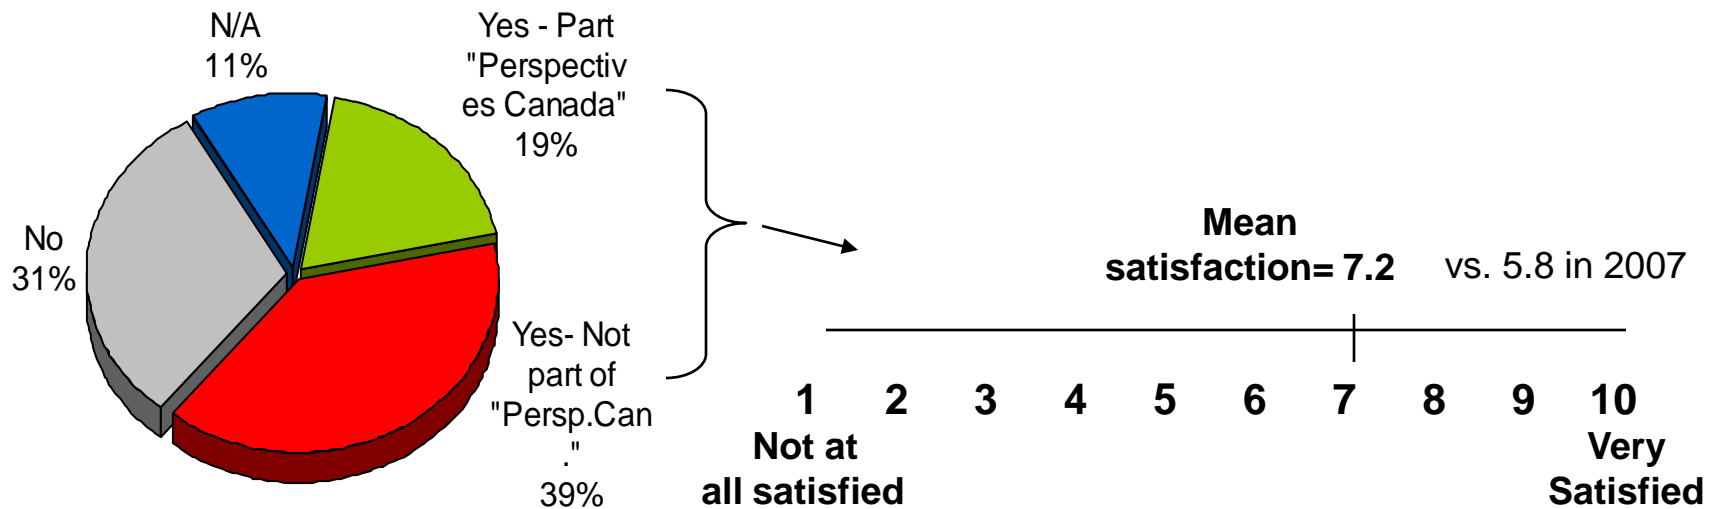 N/A
11%
Yes - Part
"Perspectiv
es Canada"
19%
No
31%
Yes- Not
part of
"Persp.Can
."
39%
Mean
satisfaction= 7.2
vs. 5.8 in 2007
1 2 3 4 5 6 7 8 9 10
Not at
all satisfied
Very
Satisfied